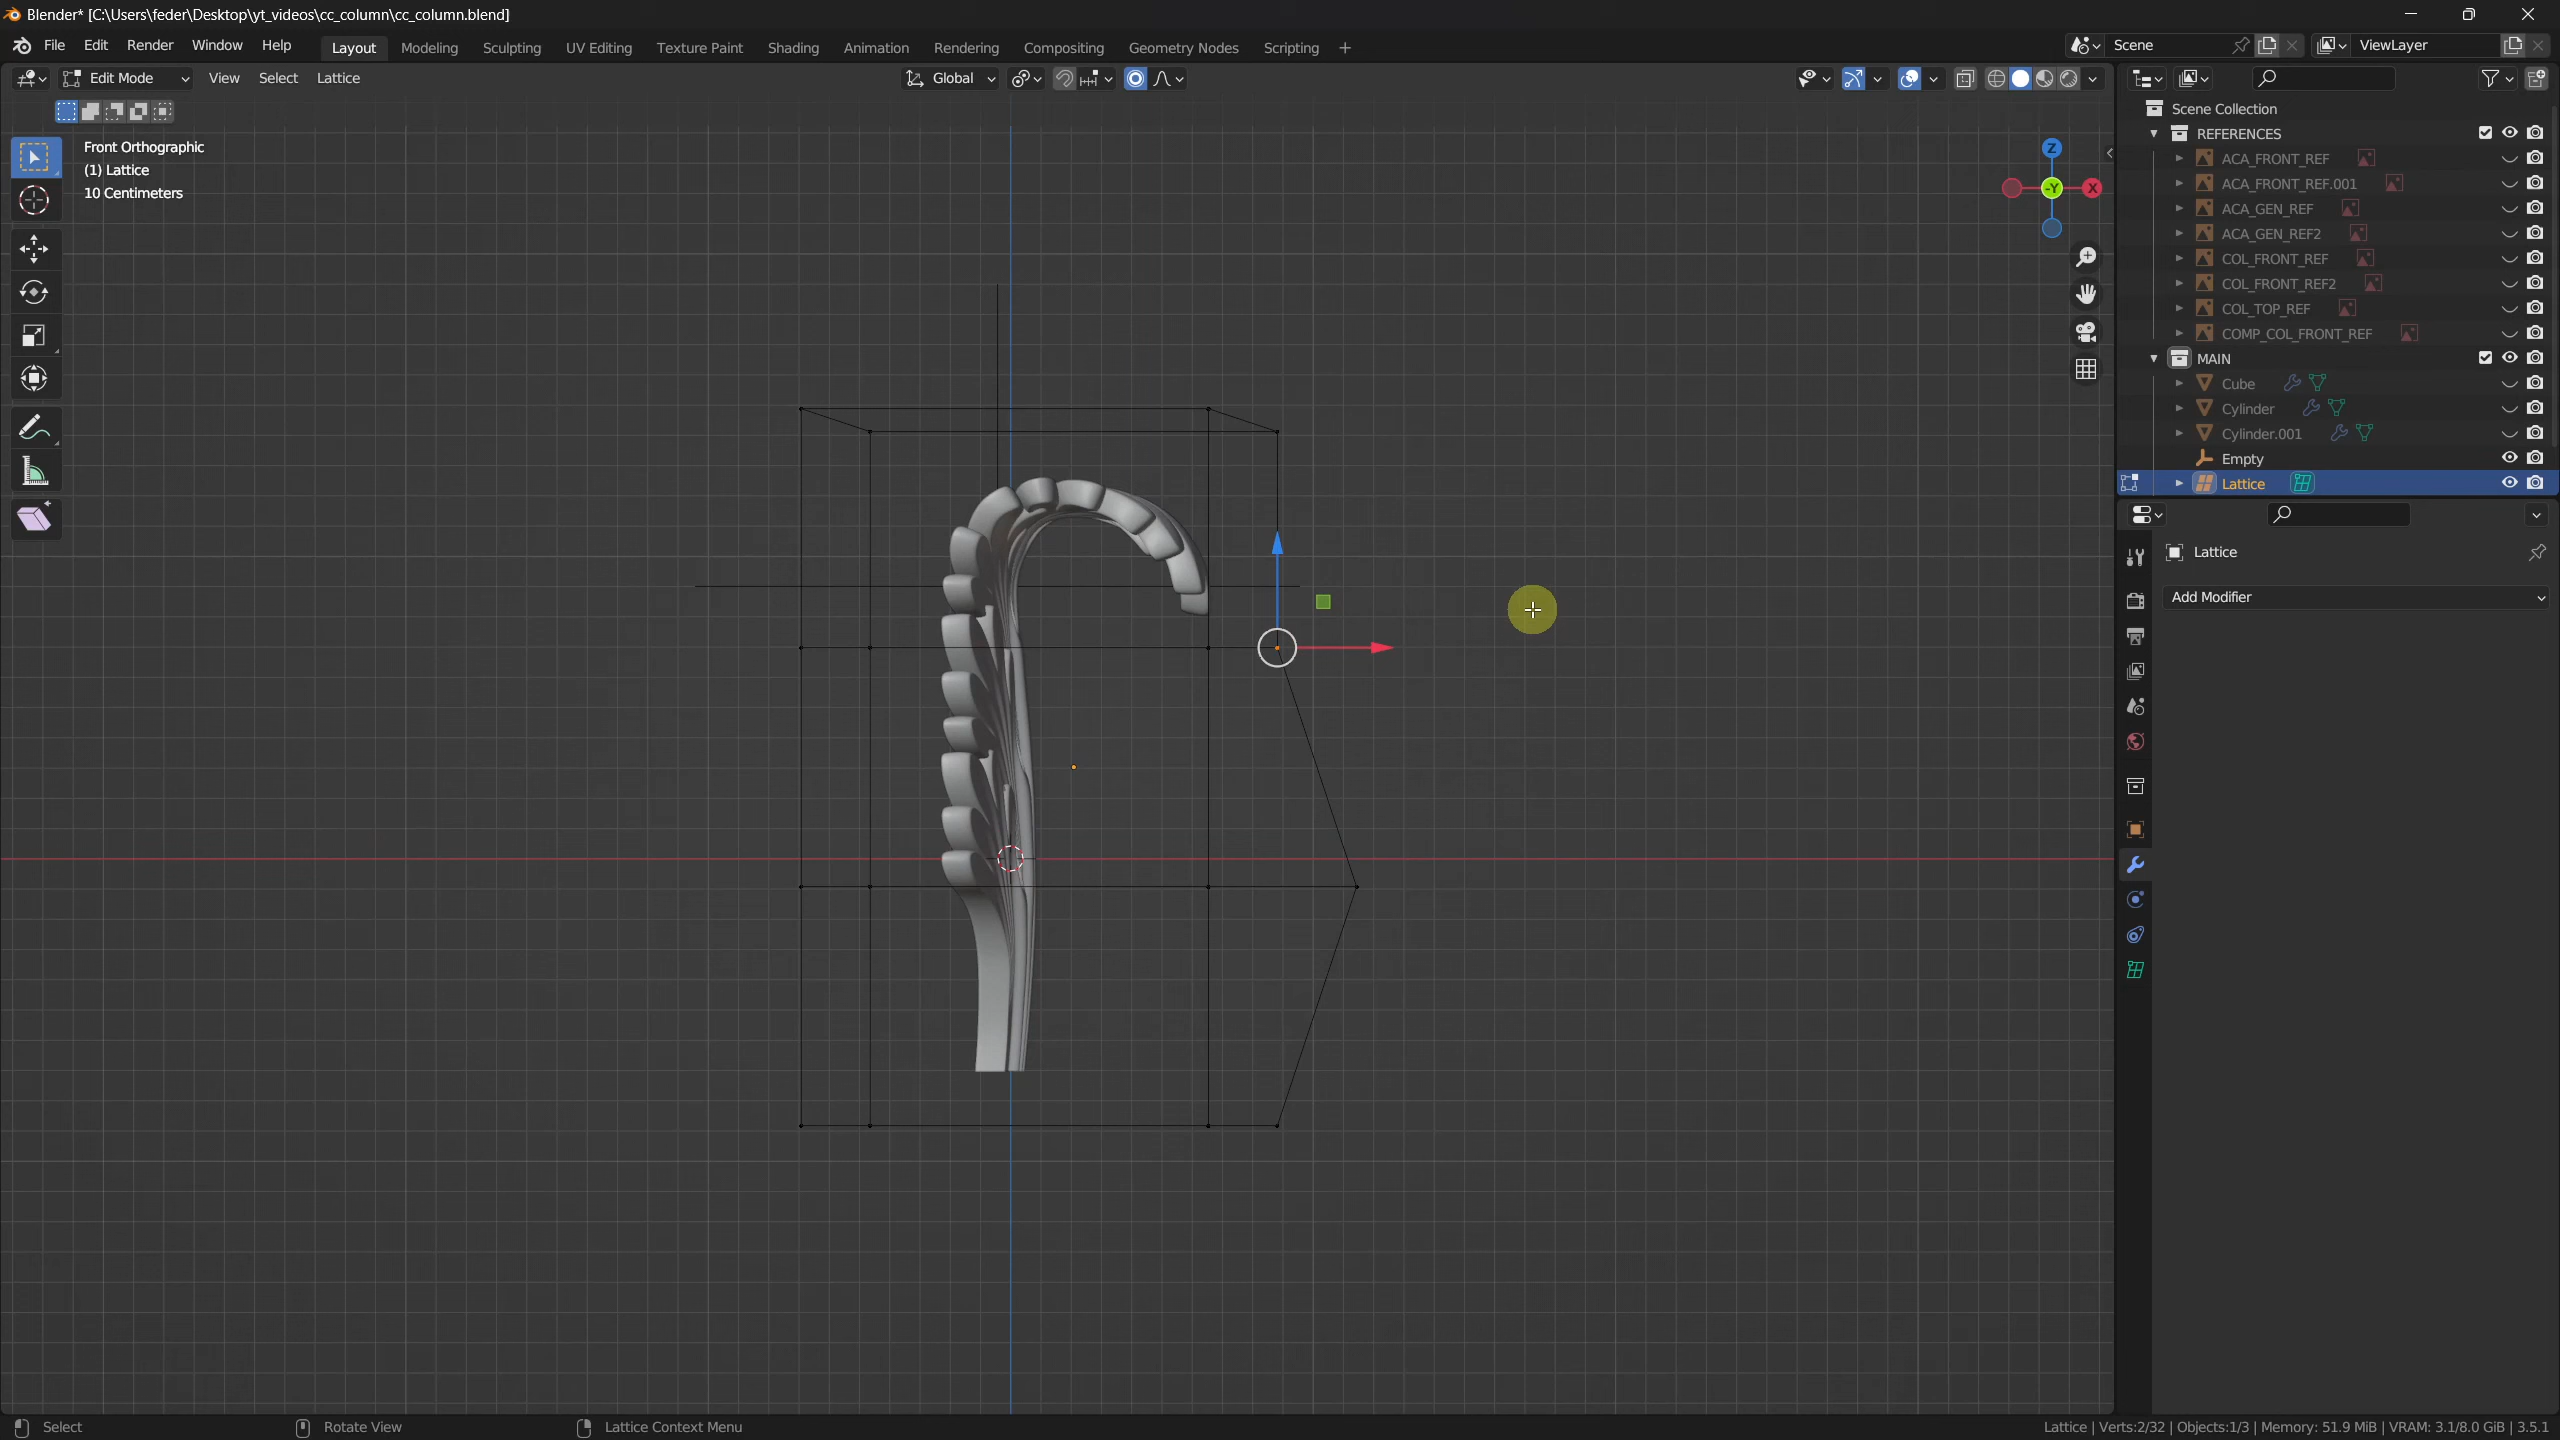 Blender* [C:\Users\feder\Desktop\yt_videos\cc_column\cc_column.blend]
File Edit Render Window Help Layout Modeling Sculpting UV Editing Texture Paint Shading Animation Rendering Compositing Geometry Nodes Scripting + Scene ViewLayer
Edit Mode View Select Lattice Global
Front Orthographic
(1) Lattice
10 Centimeters
Z
-Y
X
Scene Collection
REFERENCES
ACA_FRONT_REF
ACA_FRONT_REF.001
ACA_GEN_REF
ACA_GEN_REF2
COL_FRONT_REF
COL_FRONT_REF2
COL_TOP_REF
COMP_COL_FRONT_REF
MAIN
Cube
Cylinder
Cylinder.001
Empty
Lattice
Lattice
Add Modifier
Select Rotate View Lattice Context Menu Lattice | Verts:2/32 | Objects:1/3 | Memory: 51.9 MiB | VRAM: 3.1/8.0 GiB | 3.5.1